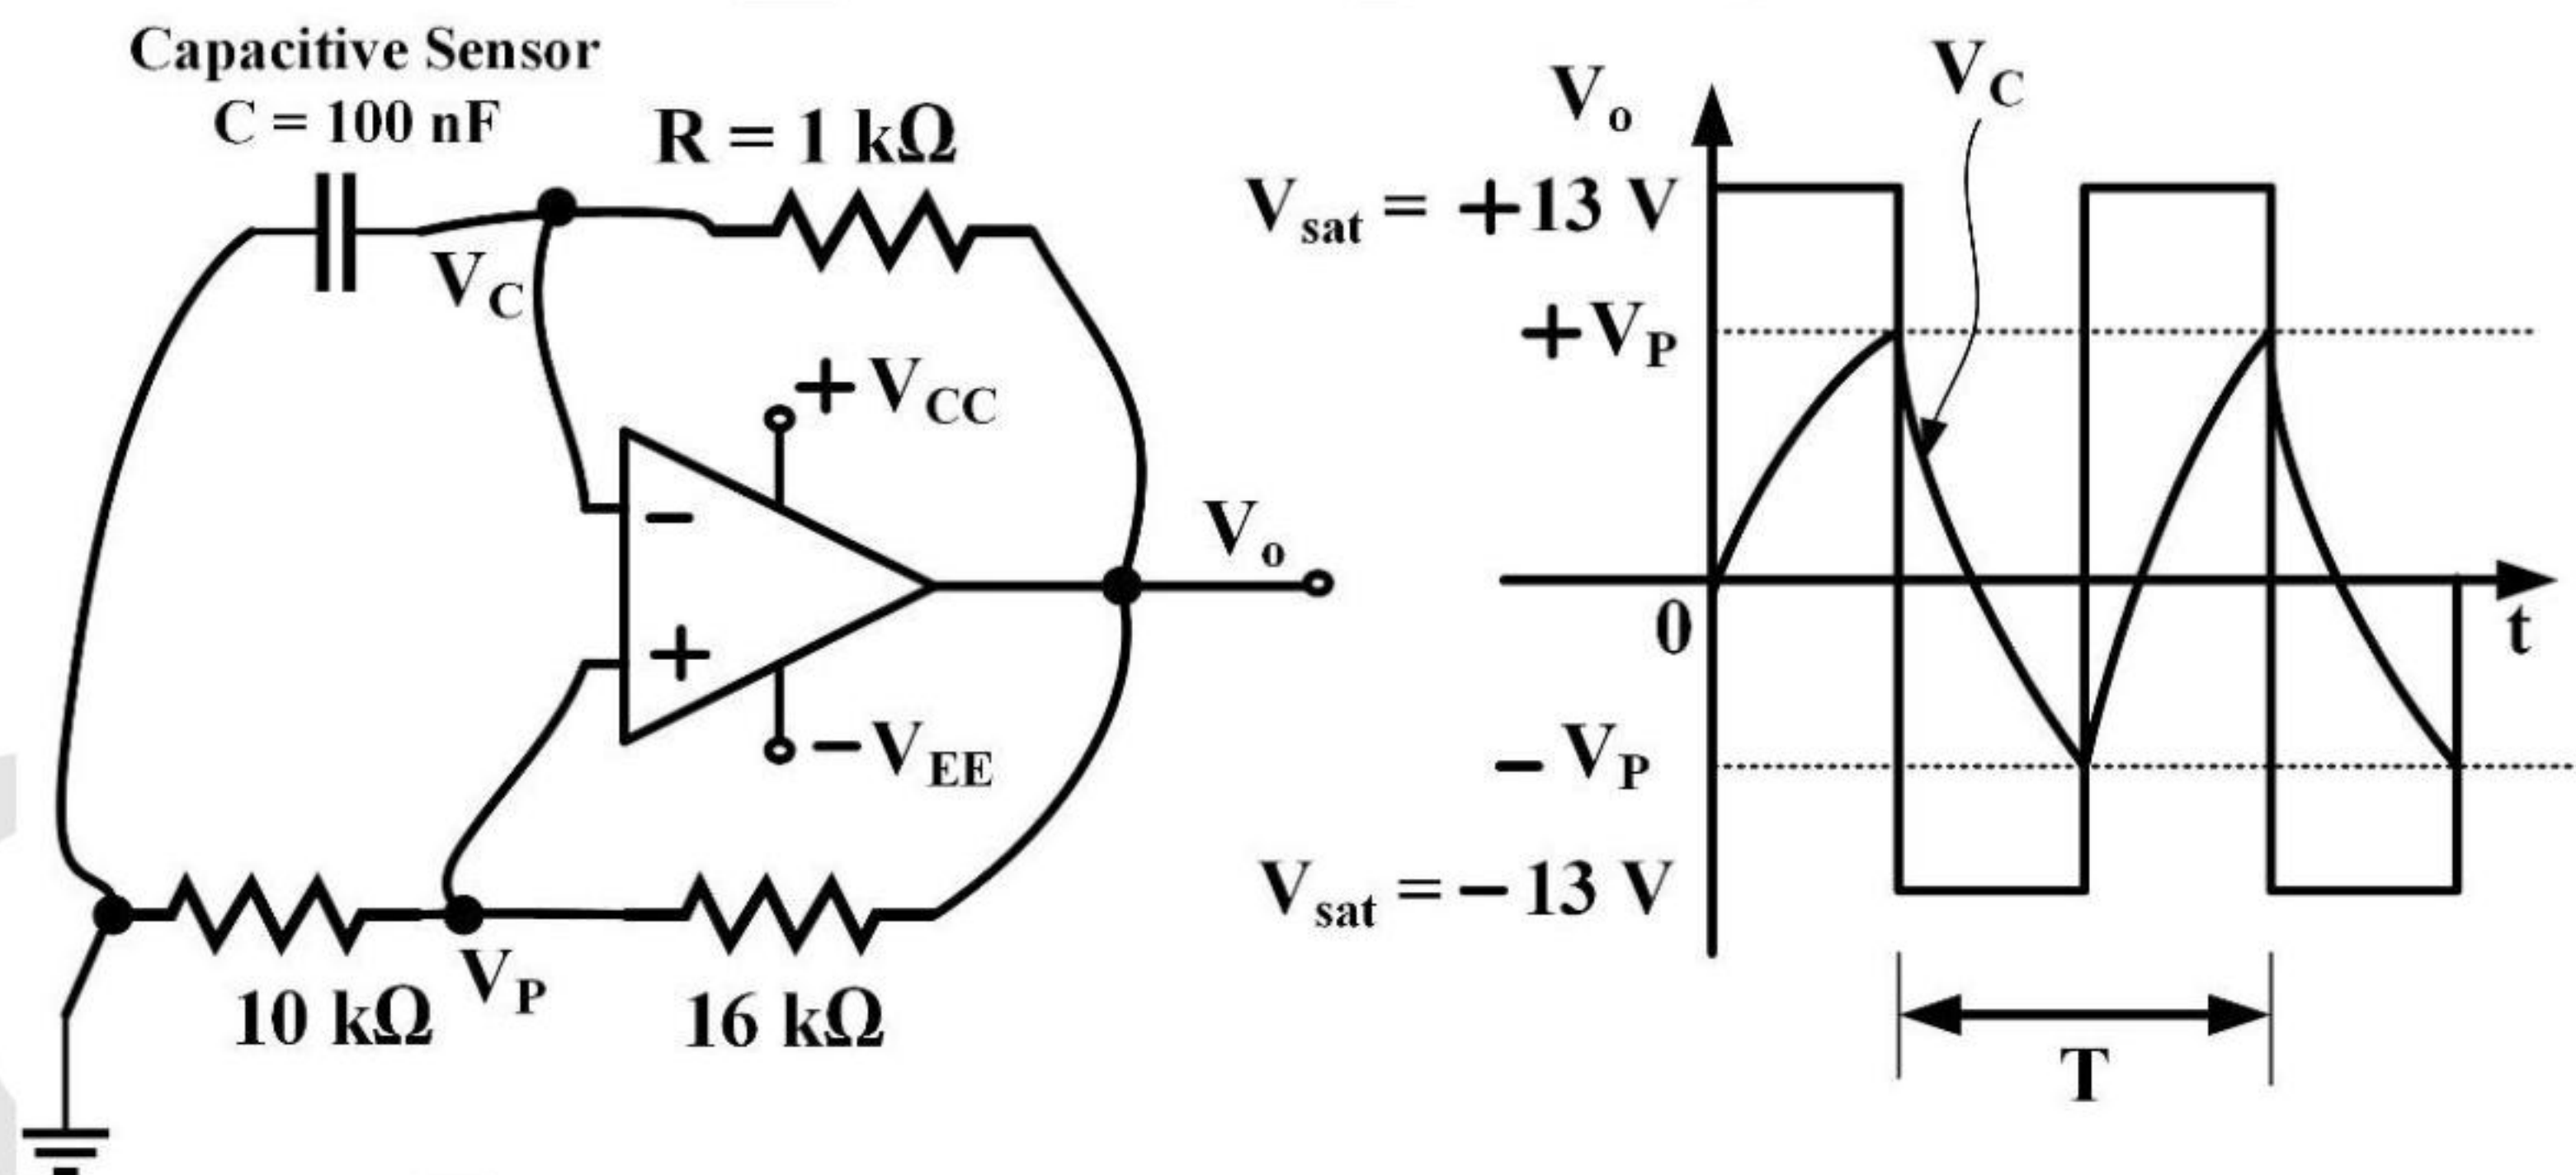 Capacitive Sensor
C = 100 nF
R = 1 kΩ
V_C
+ V_CC
−
+
− V_EE
V_o
10 kΩ
V_P
16 kΩ
V_o
V_C
V_sat = +13 V
+V_P
0
t
− V_P
V_sat = − 13 V
T